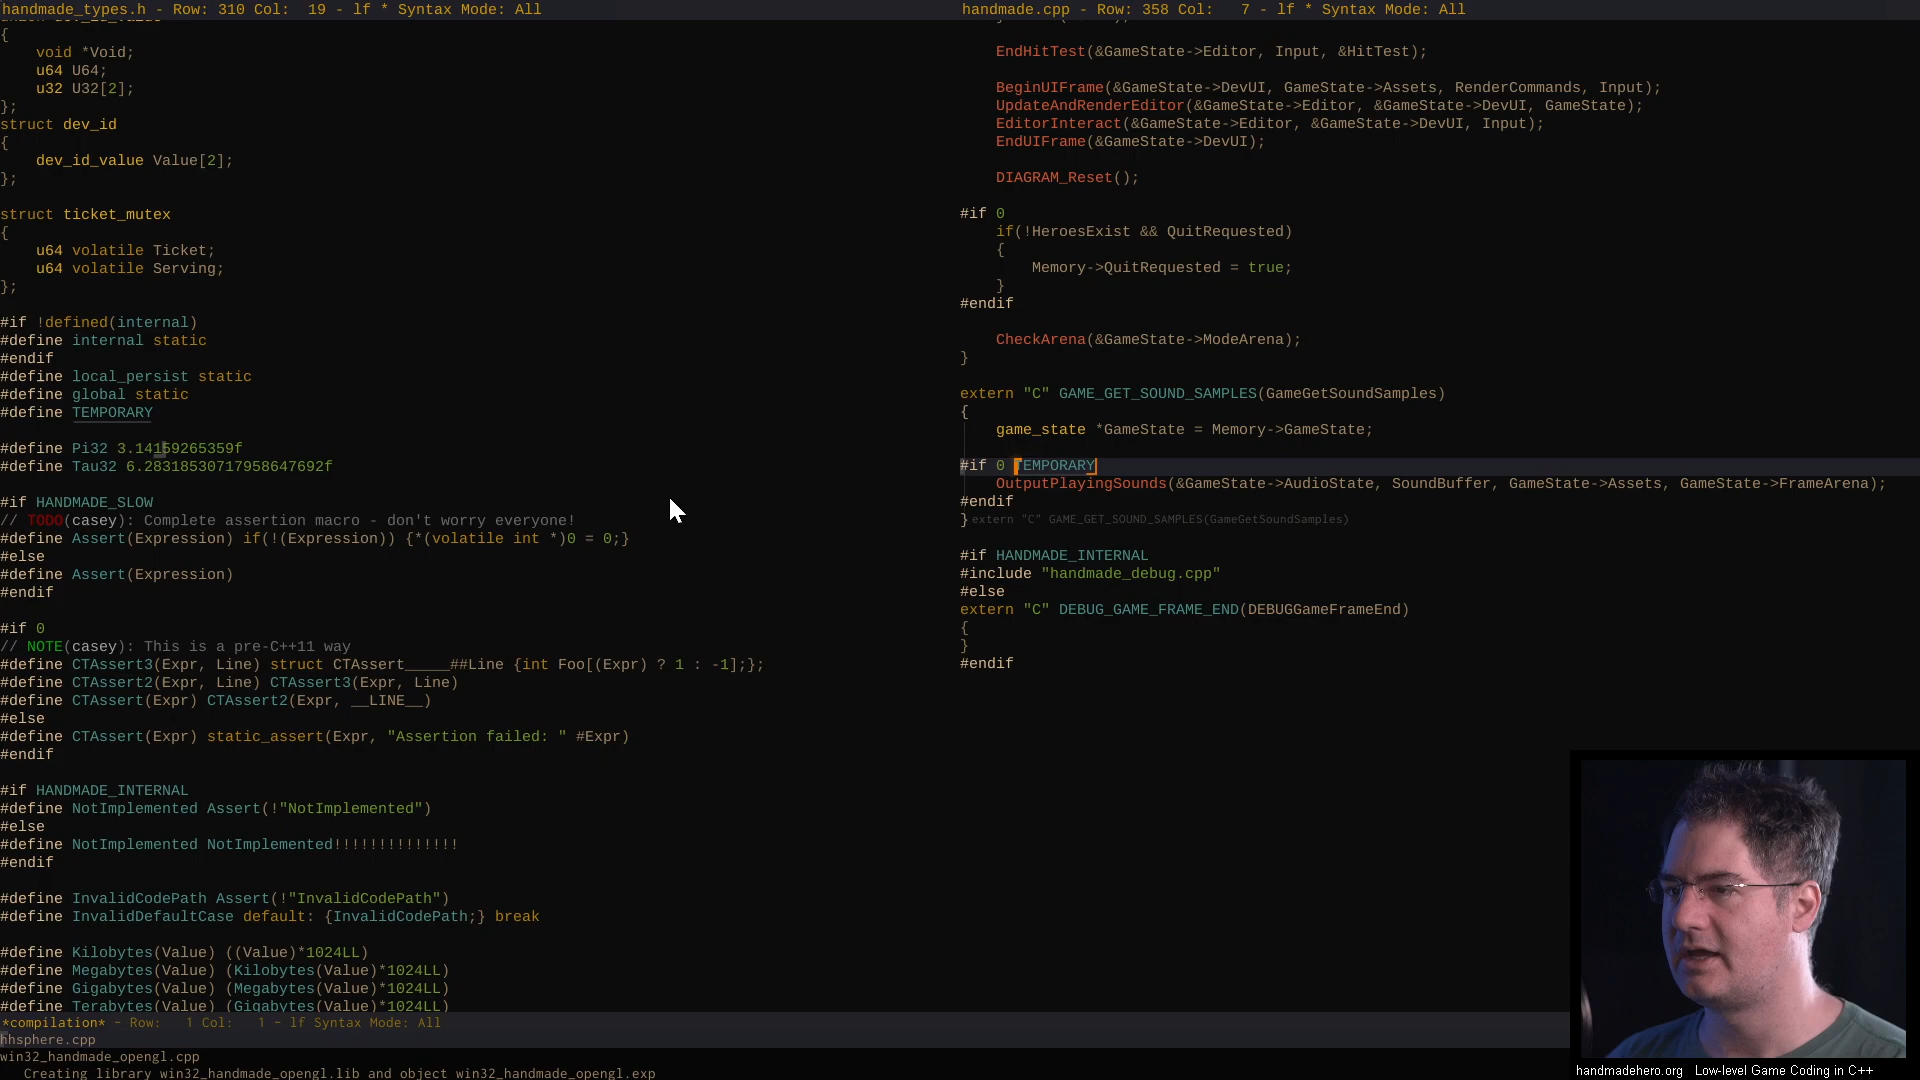 handmade_types.h - Row: 310 Col:  19 - lf * Syntax Mode: All
{
    void *Void;
    u64 U64;
    u32 U32[2];
};
struct dev_id
{
    dev_id_value Value[2];
};
struct ticket_mutex
{
    u64 volatile Ticket;
    u64 volatile Serving;
};
#if !defined(internal)
#define internal static
#endif
#define local_persist static
#define global static
#define TEMPORARY
#define Pi32 3.14159265359f
#define Tau32 6.28318530717958647692f
#if HANDMADE_SLOW
// TODO(casey): Complete assertion macro - don't worry everyone!
#define Assert(Expression) if(!(Expression)) {*(volatile int *)0 = 0;}
#else
#define Assert(Expression)
#endif
#if 0
// NOTE(casey): This is a pre-C++11 way
#define CTAssert3(Expr, Line) struct CTAssert_____##Line {int Foo[(Expr) ? 1 : -1];};
#define CTAssert2(Expr, Line) CTAssert3(Expr, Line)
#define CTAssert(Expr) CTAssert2(Expr, __LINE__)
#else
#define CTAssert(Expr) static_assert(Expr, "Assertion failed: " #Expr)
#endif
#if HANDMADE_INTERNAL
#define NotImplemented Assert(!"NotImplemented")
#else
#define NotImplemented NotImplemented!!!!!!!!!!!!!!
#endif
#define InvalidCodePath Assert(!"InvalidCodePath")
#define InvalidDefaultCase default: {InvalidCodePath;} break
#define Kilobytes(Value) ((Value)*1024LL)
#define Megabytes(Value) (Kilobytes(Value)*1024LL)
#define Gigabytes(Value) (Megabytes(Value)*1024LL)
#define Terabytes(Value) (Gigabytes(Value)*1024LL)
handmade.cpp - Row: 358 Col:   7 - lf * Syntax Mode: All
    EndHitTest(&GameState->Editor, Input, &HitTest);
    BeginUIFrame(&GameState->DevUI, GameState->Assets, RenderCommands, Input);
    UpdateAndRenderEditor(&GameState->Editor, &GameState->DevUI, GameState);
    EditorInteract(&GameState->Editor, &GameState->DevUI, Input);
    EndUIFrame(&GameState->DevUI);
    DIAGRAM_Reset();
#if 0
    if(!HeroesExist && QuitRequested)
    {
        Memory->QuitRequested = true;
    }
#endif
    CheckArena(&GameState->ModeArena);
}
extern "C" GAME_GET_SOUND_SAMPLES(GameGetSoundSamples)
{
    game_state *GameState = Memory->GameState;
#if 0 TEMPORARY
    OutputPlayingSounds(&GameState->AudioState, SoundBuffer, GameState->Assets, GameState->FrameArena);
#endif
} extern "C" GAME_GET_SOUND_SAMPLES(GameGetSoundSamples)
#if HANDMADE_INTERNAL
#include "handmade_debug.cpp"
#else
extern "C" DEBUG_GAME_FRAME_END(DEBUGGameFrameEnd)
{
}
#endif
*compilation* - Row:   1 Col:   1 - lf Syntax Mode: All
hhsphere.cpp
win32_handmade_opengl.cpp
   Creating library win32_handmade_opengl.lib and object win32_handmade_opengl.exp
handmadehero.org   Low-level Game Coding in C++